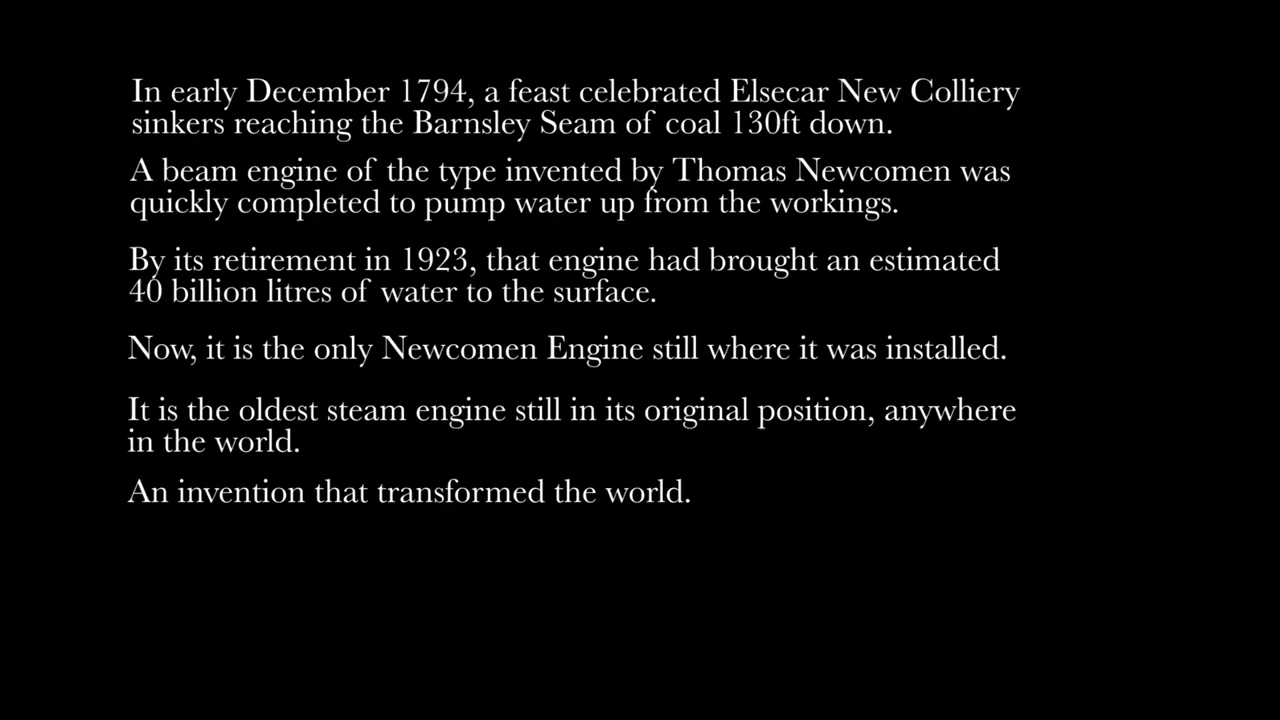 In early December 1794, a feast celebrated Elsecar New Colliery
sinkers reaching the Barnsley Seam of coal 130ft down.
A beam engine of the type invented by Thomas Newcomen was
quickly completed to pump water up from the workings.
By its retirement in 1923, that engine had brought an estimated
40 billion litres of water to the surface.
Now, it is the only Newcomen Engine still where it was installed.
It is the oldest steam engine still in its original position, anywhere
in the world.
An invention that transformed the world.